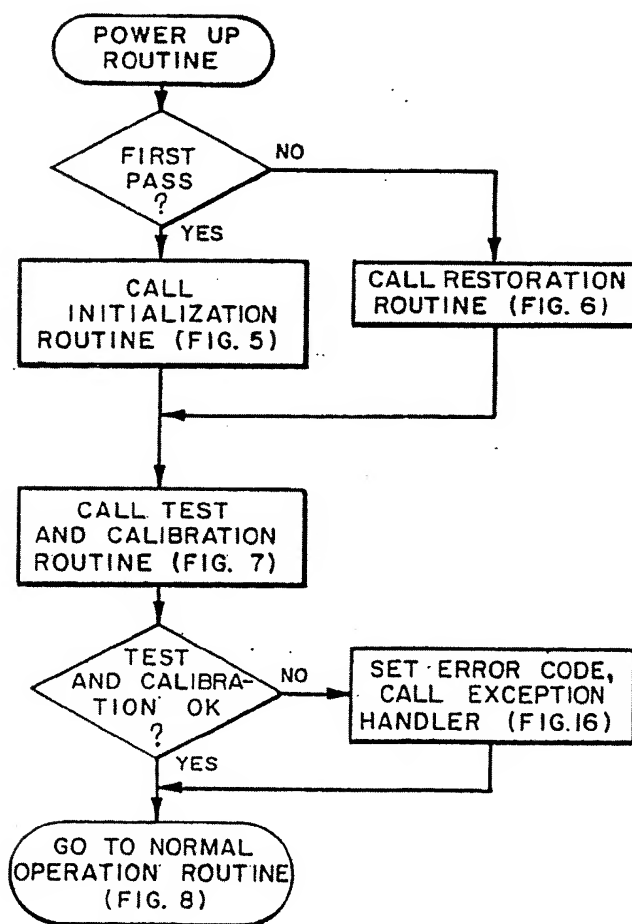 POWER UP
ROUTINE
FIRST
PASS
?
NO
YES
CALL
INITIALIZATION
ROUTINE (FIG. 5)
CALL RESTORATION
ROUTINE (FIG. 6)
CALL TEST
AND CALIBRATION
ROUTINE (FIG. 7)
TEST
AND CALIBRA-
TION OK
?
NO
YES
SET ERROR CODE,
CALL EXCEPTION
HANDLER (FIG.16)
GO TO NORMAL
OPERATION ROUTINE
(FIG. 8)